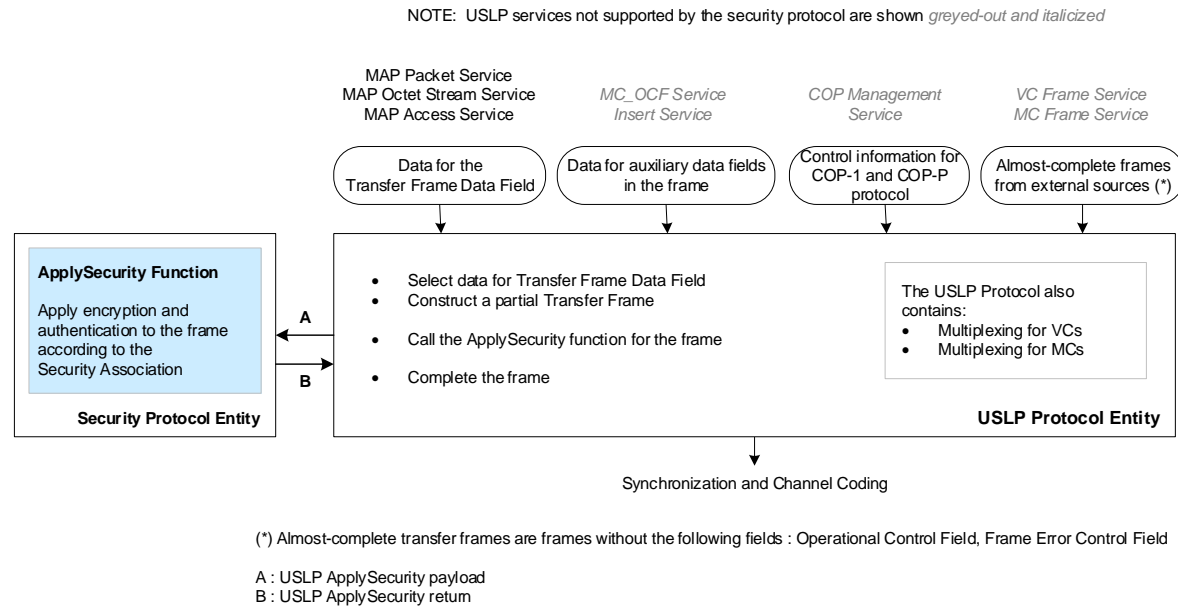 NOTE: USLP services not supported by the security protocol are shown greyed-out and italicized
MAP Packet Service
MAP Octet Stream Service
MAP Access Service
MC_OCF Service
Insert Service
COP Management
Service
VC Frame Service
MC Frame Service
Data for the
Transfer Frame Data Field
Data for auxiliary data fields
in the frame
Control information for
COP-1 and COP-P
protocol
Almost-complete frames
from external sources (*)
ApplySecurity Function
Apply encryption and
authentication to the frame
according to the
Security Association
Security Protocol Entity
A
B
• Select data for Transfer Frame Data Field
• Construct a partial Transfer Frame
• Call the ApplySecurity function for the frame
• Complete the frame
The USLP Protocol also
contains:
• Multiplexing for VCs
• Multiplexing for MCs
USLP Protocol Entity
Synchronization and Channel Coding
(*) Almost-complete transfer frames are frames without the following fields : Operational Control Field, Frame Error Control Field
A : USLP ApplySecurity payload
B : USLP ApplySecurity return